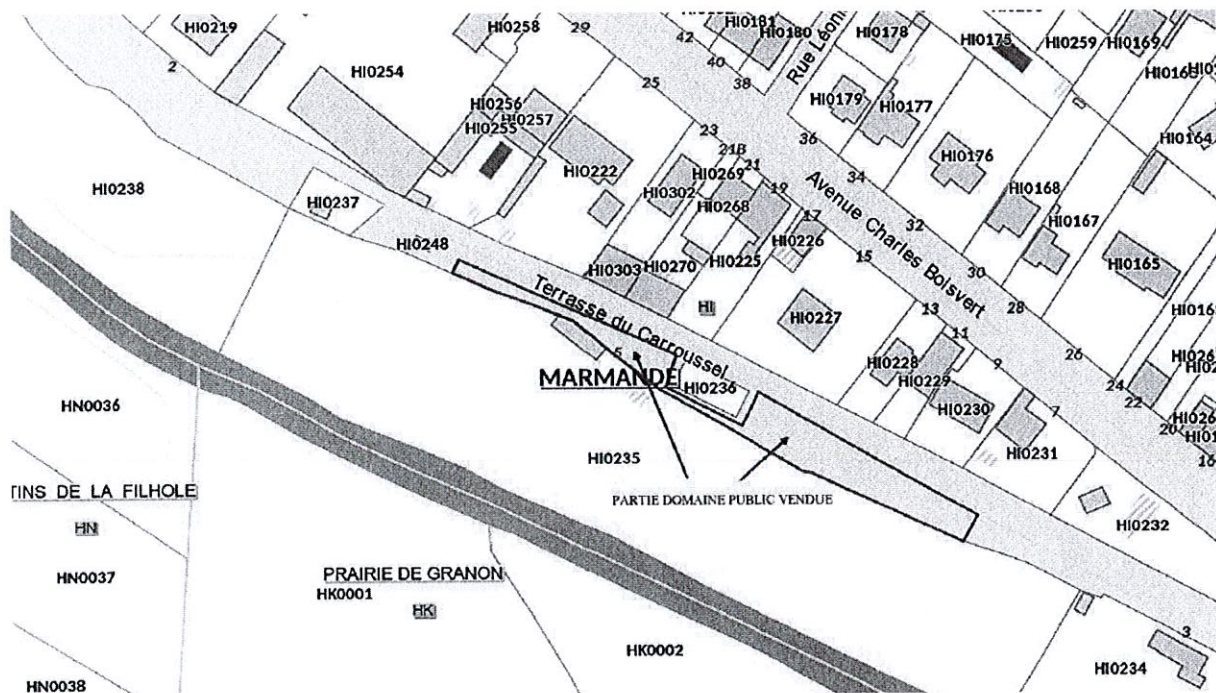 HI0219
HI0258
29
42
HI0181
HI0180
Rue Léoni
HI0178
HI0175
HI0259
HI0169
2
HI0254
25
40
38
HI0179
HI0177
HI0256
HI0257
HI0255
23
21B
21
36
HI0164
HI0222
HI0269
HI0302
HI0268
19
34
HI0176
HI0238
HI0237
17
Avenue Charles Boisvert
32
HI0168
HI0167
HI0248
HI0226
HI0225
15
30
HI0165
HI0303
HI0270
Terrasse du Carroussel
HI
28
HI0227
13
11
9
26
5
MARMANDE
HI0236
HI0228
HI0229
24
22
HN0036
HI0230
7
20
HI0235
HI0231
16
TINS DE LA FILHOLE
PARTIE DOMAINE PUBLIC VENDUE
HN
HI0232
HN0037
PRAIRIE DE GRANON
HK0001
HK
3
HK0002
HI0234
HN0038